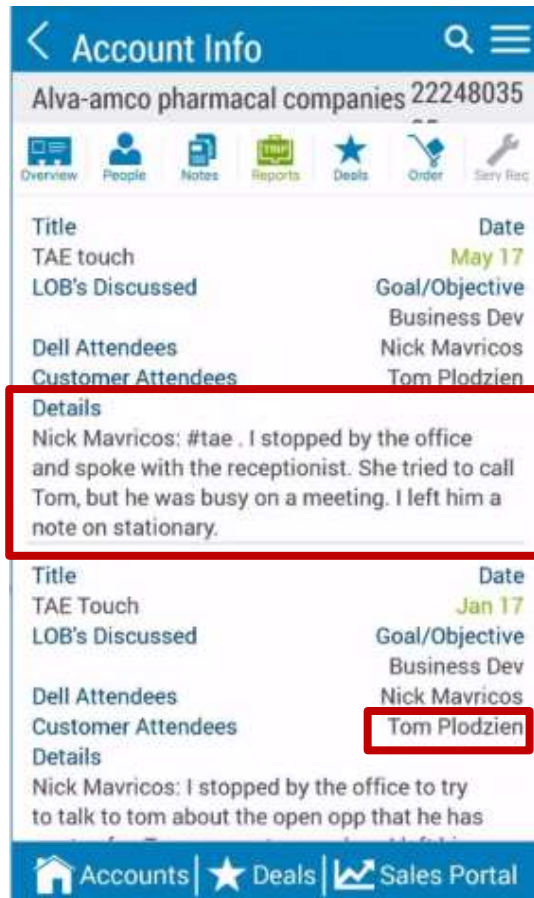 Account Info
Alva-amco pharmacal companies 22248035
Overview People Notes Reports Deals Order Serv Req
Title Date
TAE touch May 17
LOB's Discussed Goal/Objective
Business Dev
Dell Attendees Nick Mavricos
Customer Attendees Tom Plodzien
Details
Nick Mavricos: #tae . I stopped by the office
and spoke with the receptionist. She tried to call
Tom, but he was busy on a meeting. I left him a
note on stationary.
Title Date
TAE Touch Jan 17
LOB's Discussed Goal/Objective
Business Dev
Dell Attendees Nick Mavricos
Customer Attendees Tom Plodzien
Details
Nick Mavricos: I stopped by the office to try
to talk to tom about the open opp that he has
Accounts Deals Sales Portal